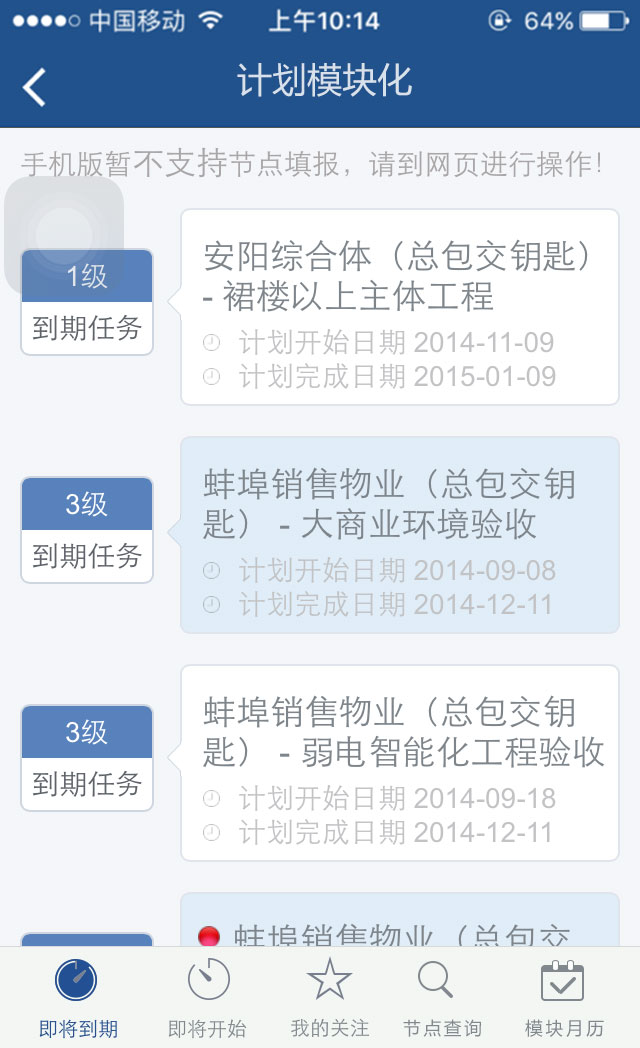 中国移动 上午10:14 64%
计划模块化
手机版暂不支持节点填报，请到网页进行操作！
1级
到期任务
安阳综合体（总包交钥匙）
- 裙楼以上主体工程
计划开始日期 2014-11-09
计划完成日期 2015-01-09
3级
到期任务
蚌埠销售物业（总包交钥
匙） - 大商业环境验收
计划开始日期 2014-09-08
计划完成日期 2014-12-11
3级
到期任务
蚌埠销售物业（总包交钥
匙） - 弱电智能化工程验收
计划开始日期 2014-09-18
计划完成日期 2014-12-11
蚌埠销售物业（总包交
即将到期 即将开始 我的关注 节点查询 模块月历